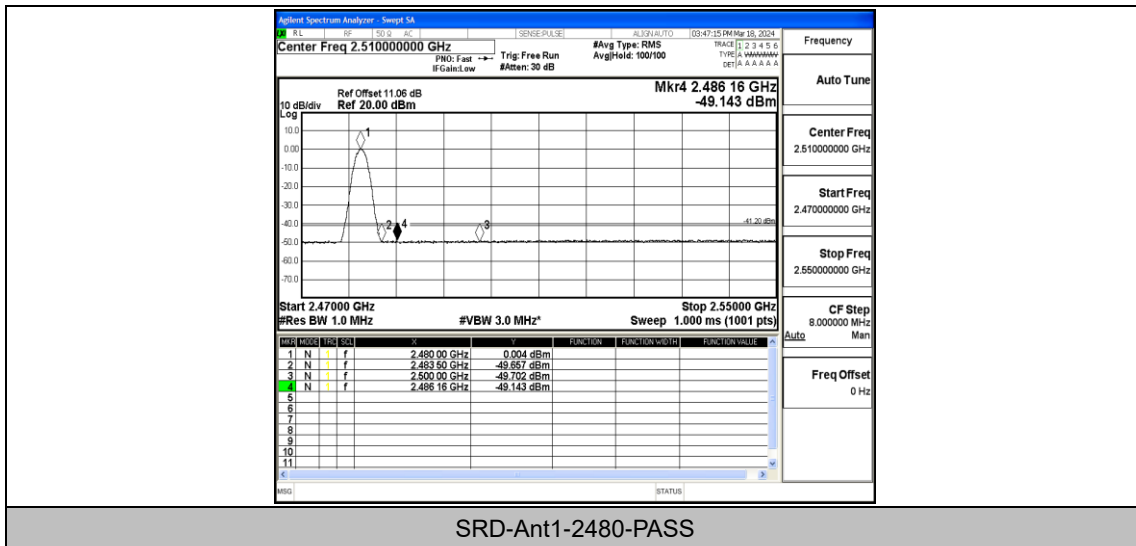 Agilent Spectrum Analyzer - Swept SA
RL RF 50 Ω AC SENSE:PULSE ALIGN AUTO 03:47:15 PM Mar 18, 2024
Center Freq 2.510000000 GHz
PNO: Fast
IFGain:Low
Trig: Free Run
#Atten: 30 dB
#Avg Type: RMS
Avg|Hold: 100/100
TRACE 1 2 3 4 5 6
TYPE A WWWWW
DET A A A A A A
Mkr4 2.486 16 GHz
-49.143 dBm
Ref Offset 11.06 dB
10 dB/div Ref 20.00 dBm
Log
10.0
0.00
-10.0
-20.0
-30.0
-40.0
-50.0
-60.0
-70.0
1
2 4 3
-41.20 dBm
Start 2.47000 GHz Stop 2.55000 GHz
#Res BW 1.0 MHz #VBW 3.0 MHz* Sweep 1.000 ms (1001 pts)
MKR MODE TRC SCL X Y FUNCTION FUNCTION WIDTH FUNCTION VALUE
1 N 1 f 2.480 00 GHz 0.004 dBm
2 N 1 f 2.483 50 GHz -49.657 dBm
3 N 1 f 2.500 00 GHz -49.702 dBm
4 N 1 f 2.486 16 GHz -49.143 dBm
5
6
7
8
9
10
11
MSG STATUS
Frequency
Auto Tune
Center Freq
2.510000000 GHz
Start Freq
2.470000000 GHz
Stop Freq
2.550000000 GHz
CF Step
8.000000 MHz
Auto Man
Freq Offset
0 Hz
SRD-Ant1-2480-PASS